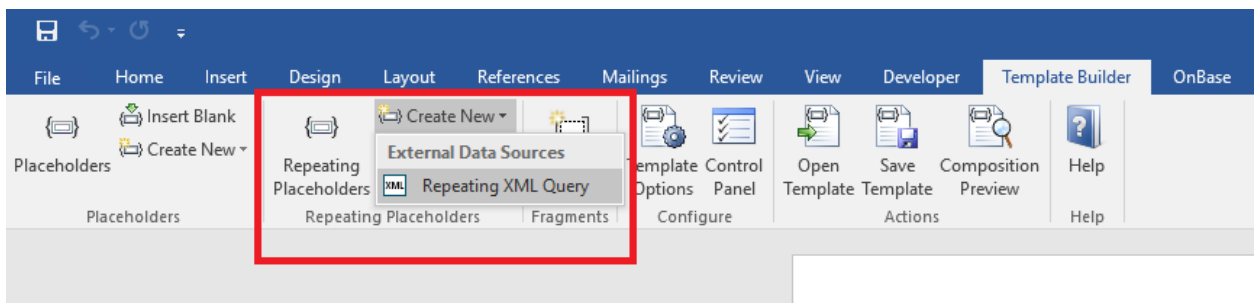 File Home Insert Design Layout References Mailings Review View Developer Template Builder OnBase
Insert Blank
Create New
Placeholders
Placeholders
Create New
External Data Sources
XML Repeating XML Query
Repeating
Placeholders
Repeating Placeholders
Fragments
Options
Control
Panel
Configure
Open
Template
Save
Template
Composition
Preview
Actions
Help
Help